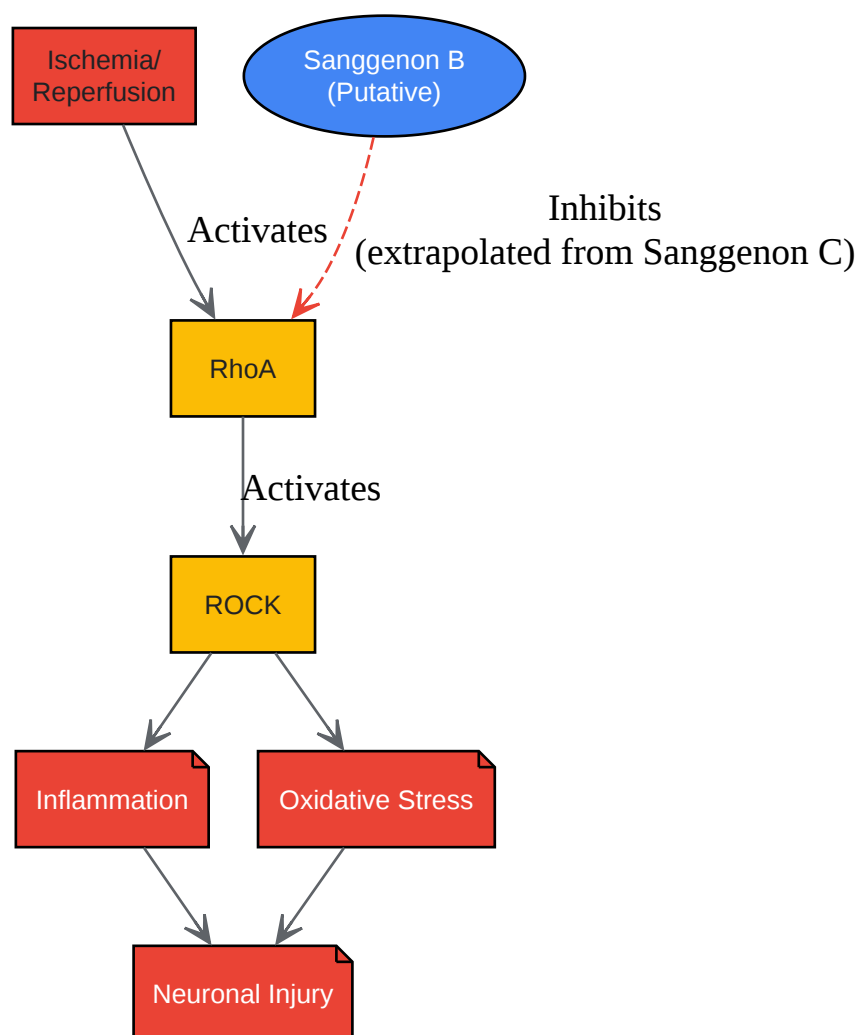 Ischemia/
Reperfusion
Sanggenon B
(Putative)
Activates
Inhibits
(extrapolated from Sanggenon C)
RhoA
Activates
ROCK
Inflammation
Oxidative Stress
Neuronal Injury